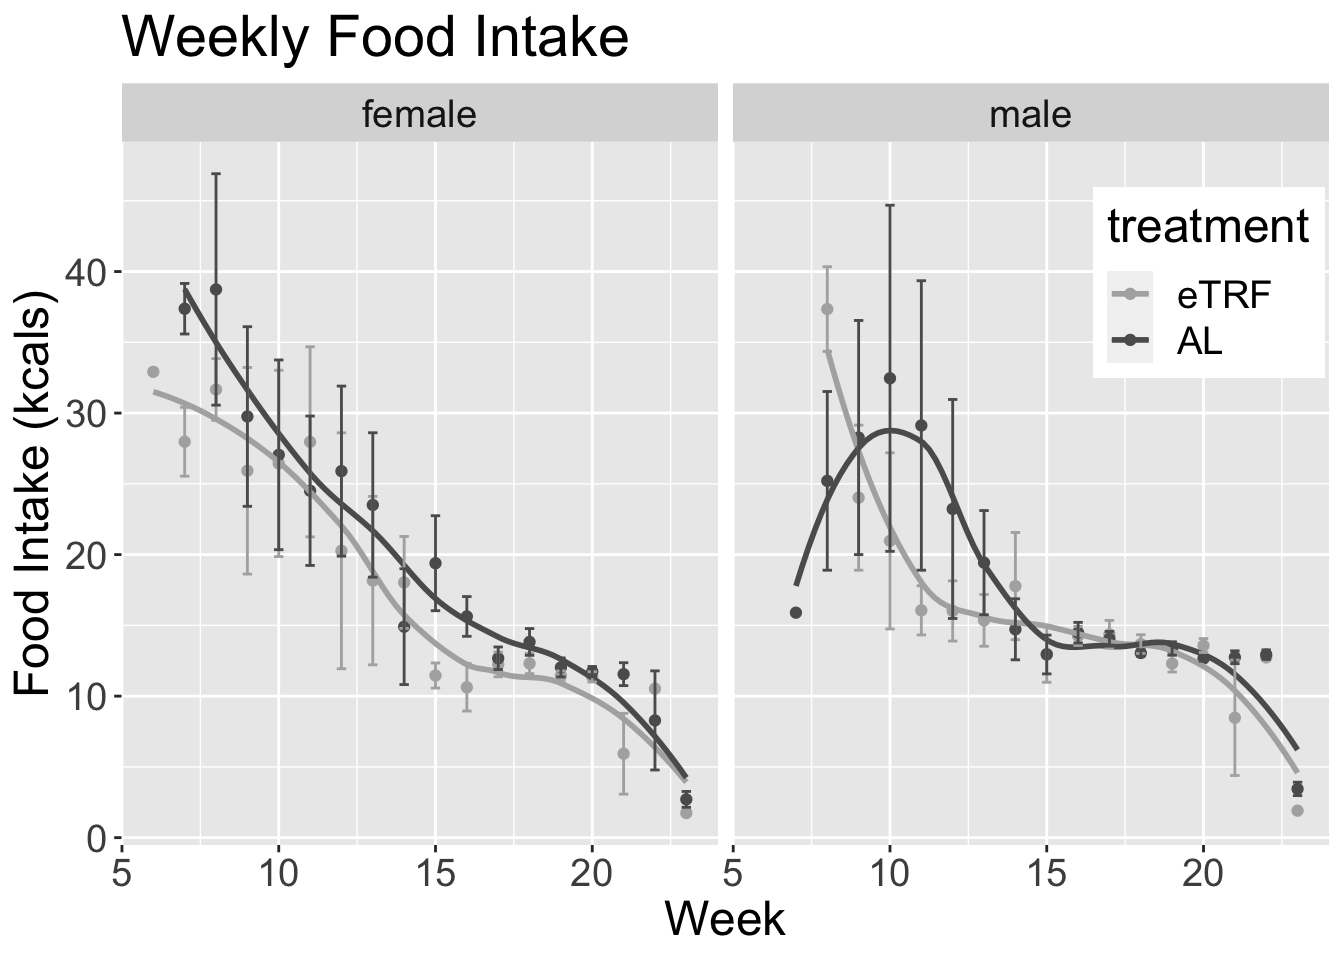 Weekly Food Intake
female
male
treatment
eTRF
AL
Food Intake (kcals)
40
30
20
10
0
5 10 15 20
5 10 15 20
Week